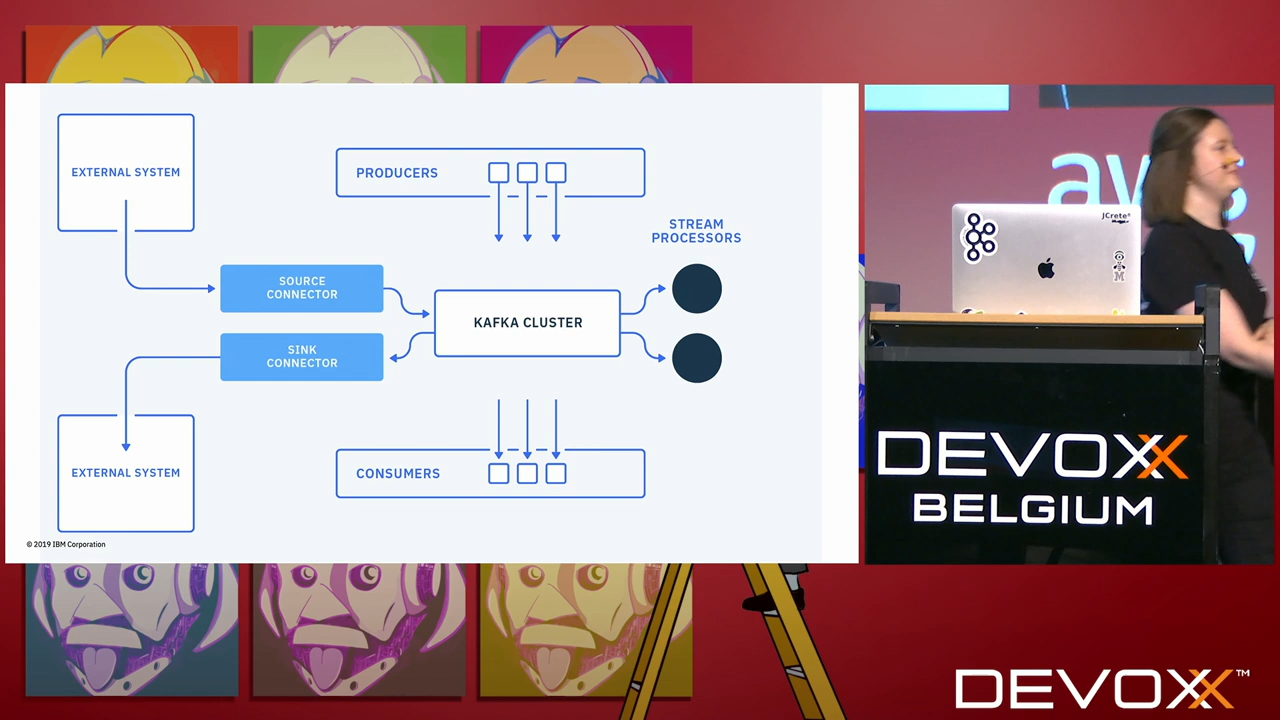 EXTERNAL SYSTEM
PRODUCERS
STREAM
PROCESSORS
SOURCE
CONNECTOR
KAFKA CLUSTER
SINK
CONNECTOR
EXTERNAL SYSTEM
CONSUMERS
© 2019 IBM Corporation
JCrete
DEVOXX
BELGIUM
DEVOXX™